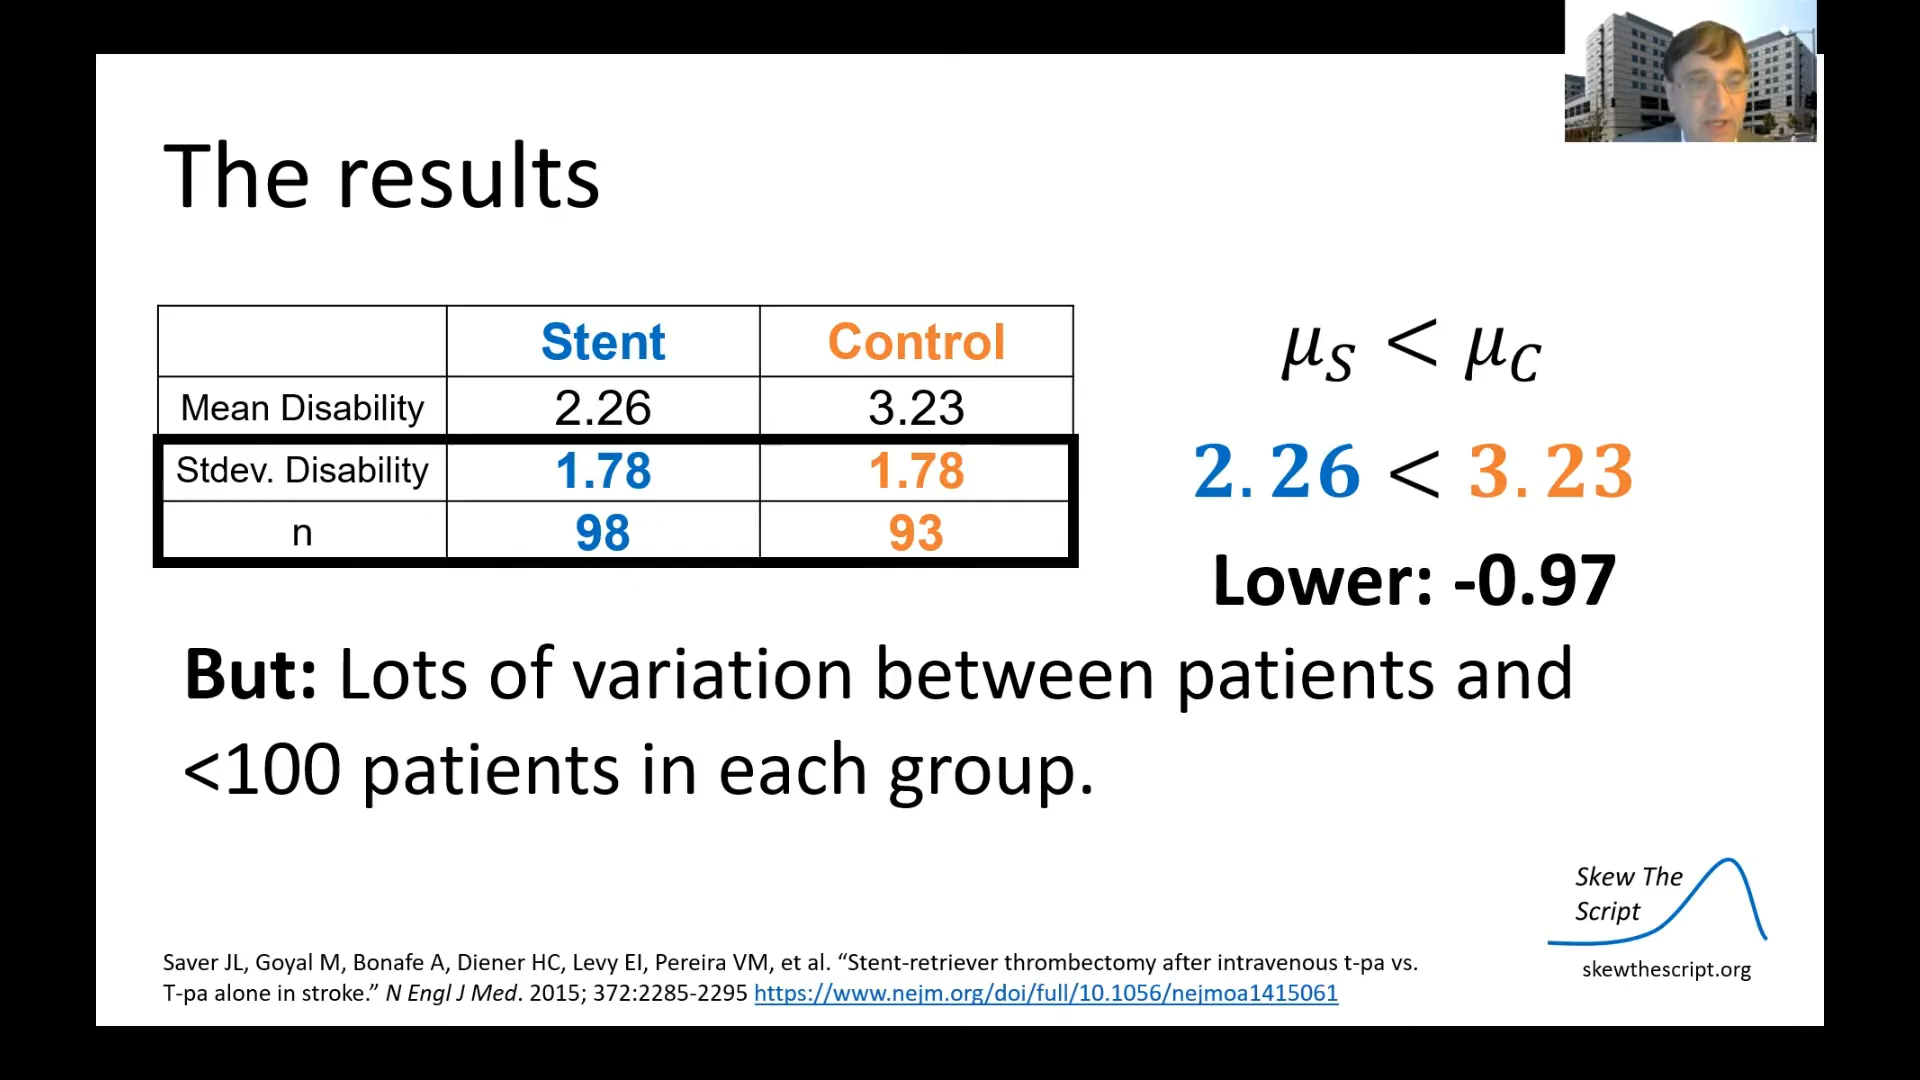 The results
Stent Control
Mean Disability 2.26 3.23
Stdev. Disability 1.78 1.78
n 98 93
μS < μC
2.26 < 3.23
Lower: -0.97
But: Lots of variation between patients and
<100 patients in each group.
Skew The
Script
skewthescript.org
Saver JL, Goyal M, Bonafe A, Diener HC, Levy EI, Pereira VM, et al. “Stent-retriever thrombectomy after intravenous t-pa vs.
T-pa alone in stroke.” N Engl J Med. 2015; 372:2285-2295 https://www.nejm.org/doi/full/10.1056/nejmoa1415061